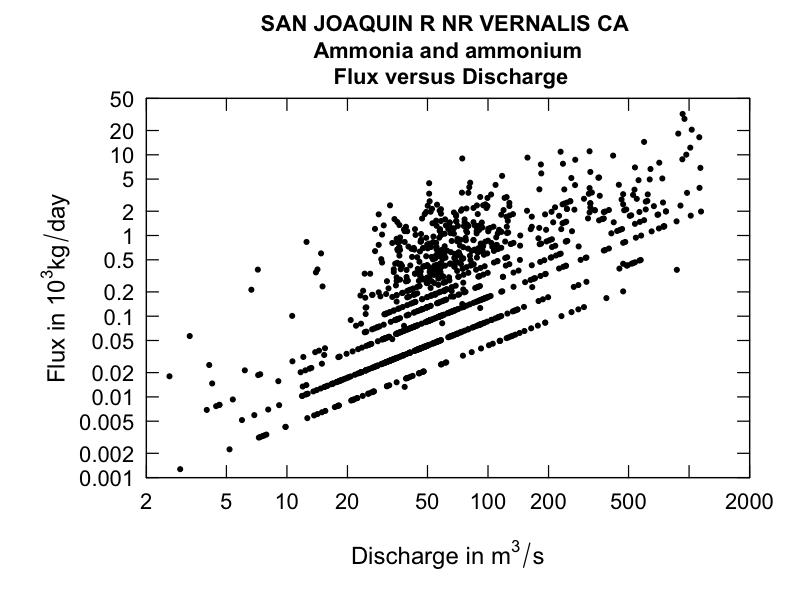 SAN JOAQUIN R NR VERNALIS CA
Ammonia and ammonium
Flux versus Discharge
Flux in 10³kg/day
50
20
10
5
2
1
0.5
0.2
0.1
0.05
0.02
0.01
0.005
0.002
0.001
2 5 10 20 50 100 200 500 2000
Discharge in m³/s